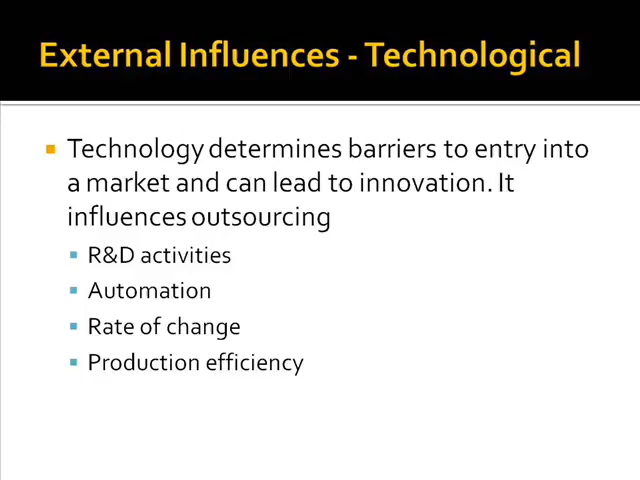 External Influences - Technological
Technology determines barriers to entry into
a market and can lead to innovation. It
influences outsourcing
R&D activities
Automation
Rate of change
Production efficiency